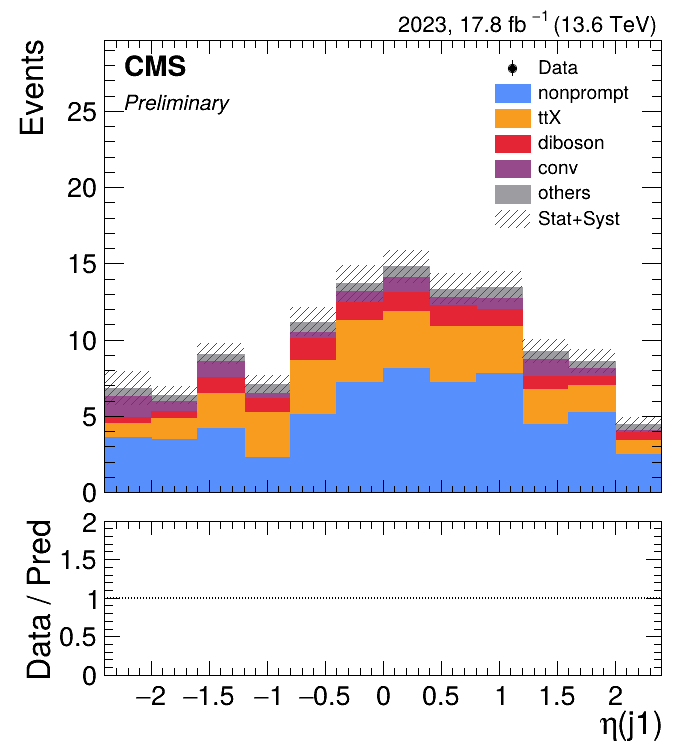 2023, 17.8 fb⁻¹ (13.6 TeV)
CMS
Preliminary
Data
nonprompt
ttX
diboson
conv
others
Stat+Syst
Events
25
20
15
10
5
0
Data / Pred
2
1.5
1
0.5
0
−2 −1.5 −1 −0.5 0 0.5 1 1.5 2
η(j1)